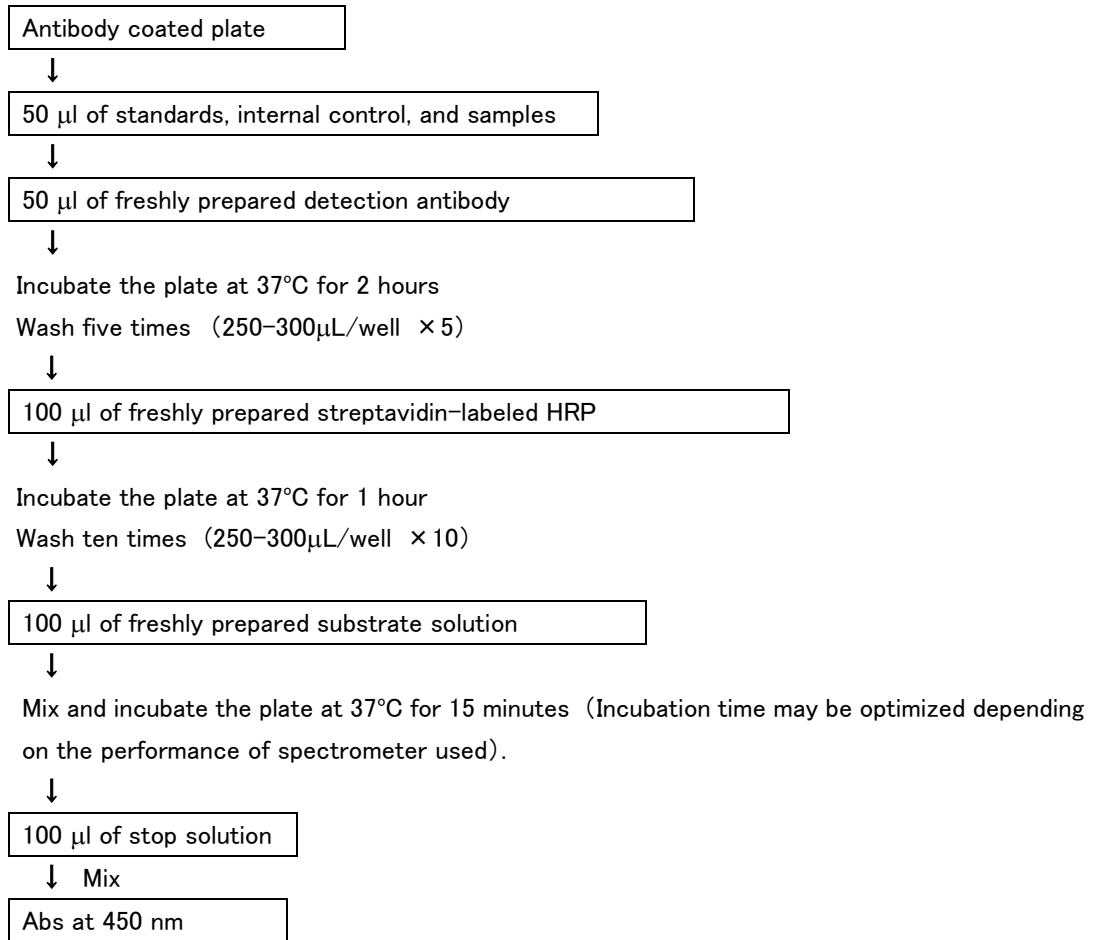 Antibody coated plate
↓
50 μl of standards, internal control, and samples
↓
50 μl of freshly prepared detection antibody
↓
Incubate the plate at 37°C for 2 hours
Wash five times （250-300μL/well ×5）
↓
100 μl of freshly prepared streptavidin-labeled HRP
↓
Incubate the plate at 37°C for 1 hour
Wash ten times （250-300μL/well ×10）
↓
100 μl of freshly prepared substrate solution
↓
Mix and incubate the plate at 37°C for 15 minutes （Incubation time may be optimized depending
on the performance of spectrometer used）.
↓
100 μl of stop solution
↓ Mix
Abs at 450 nm